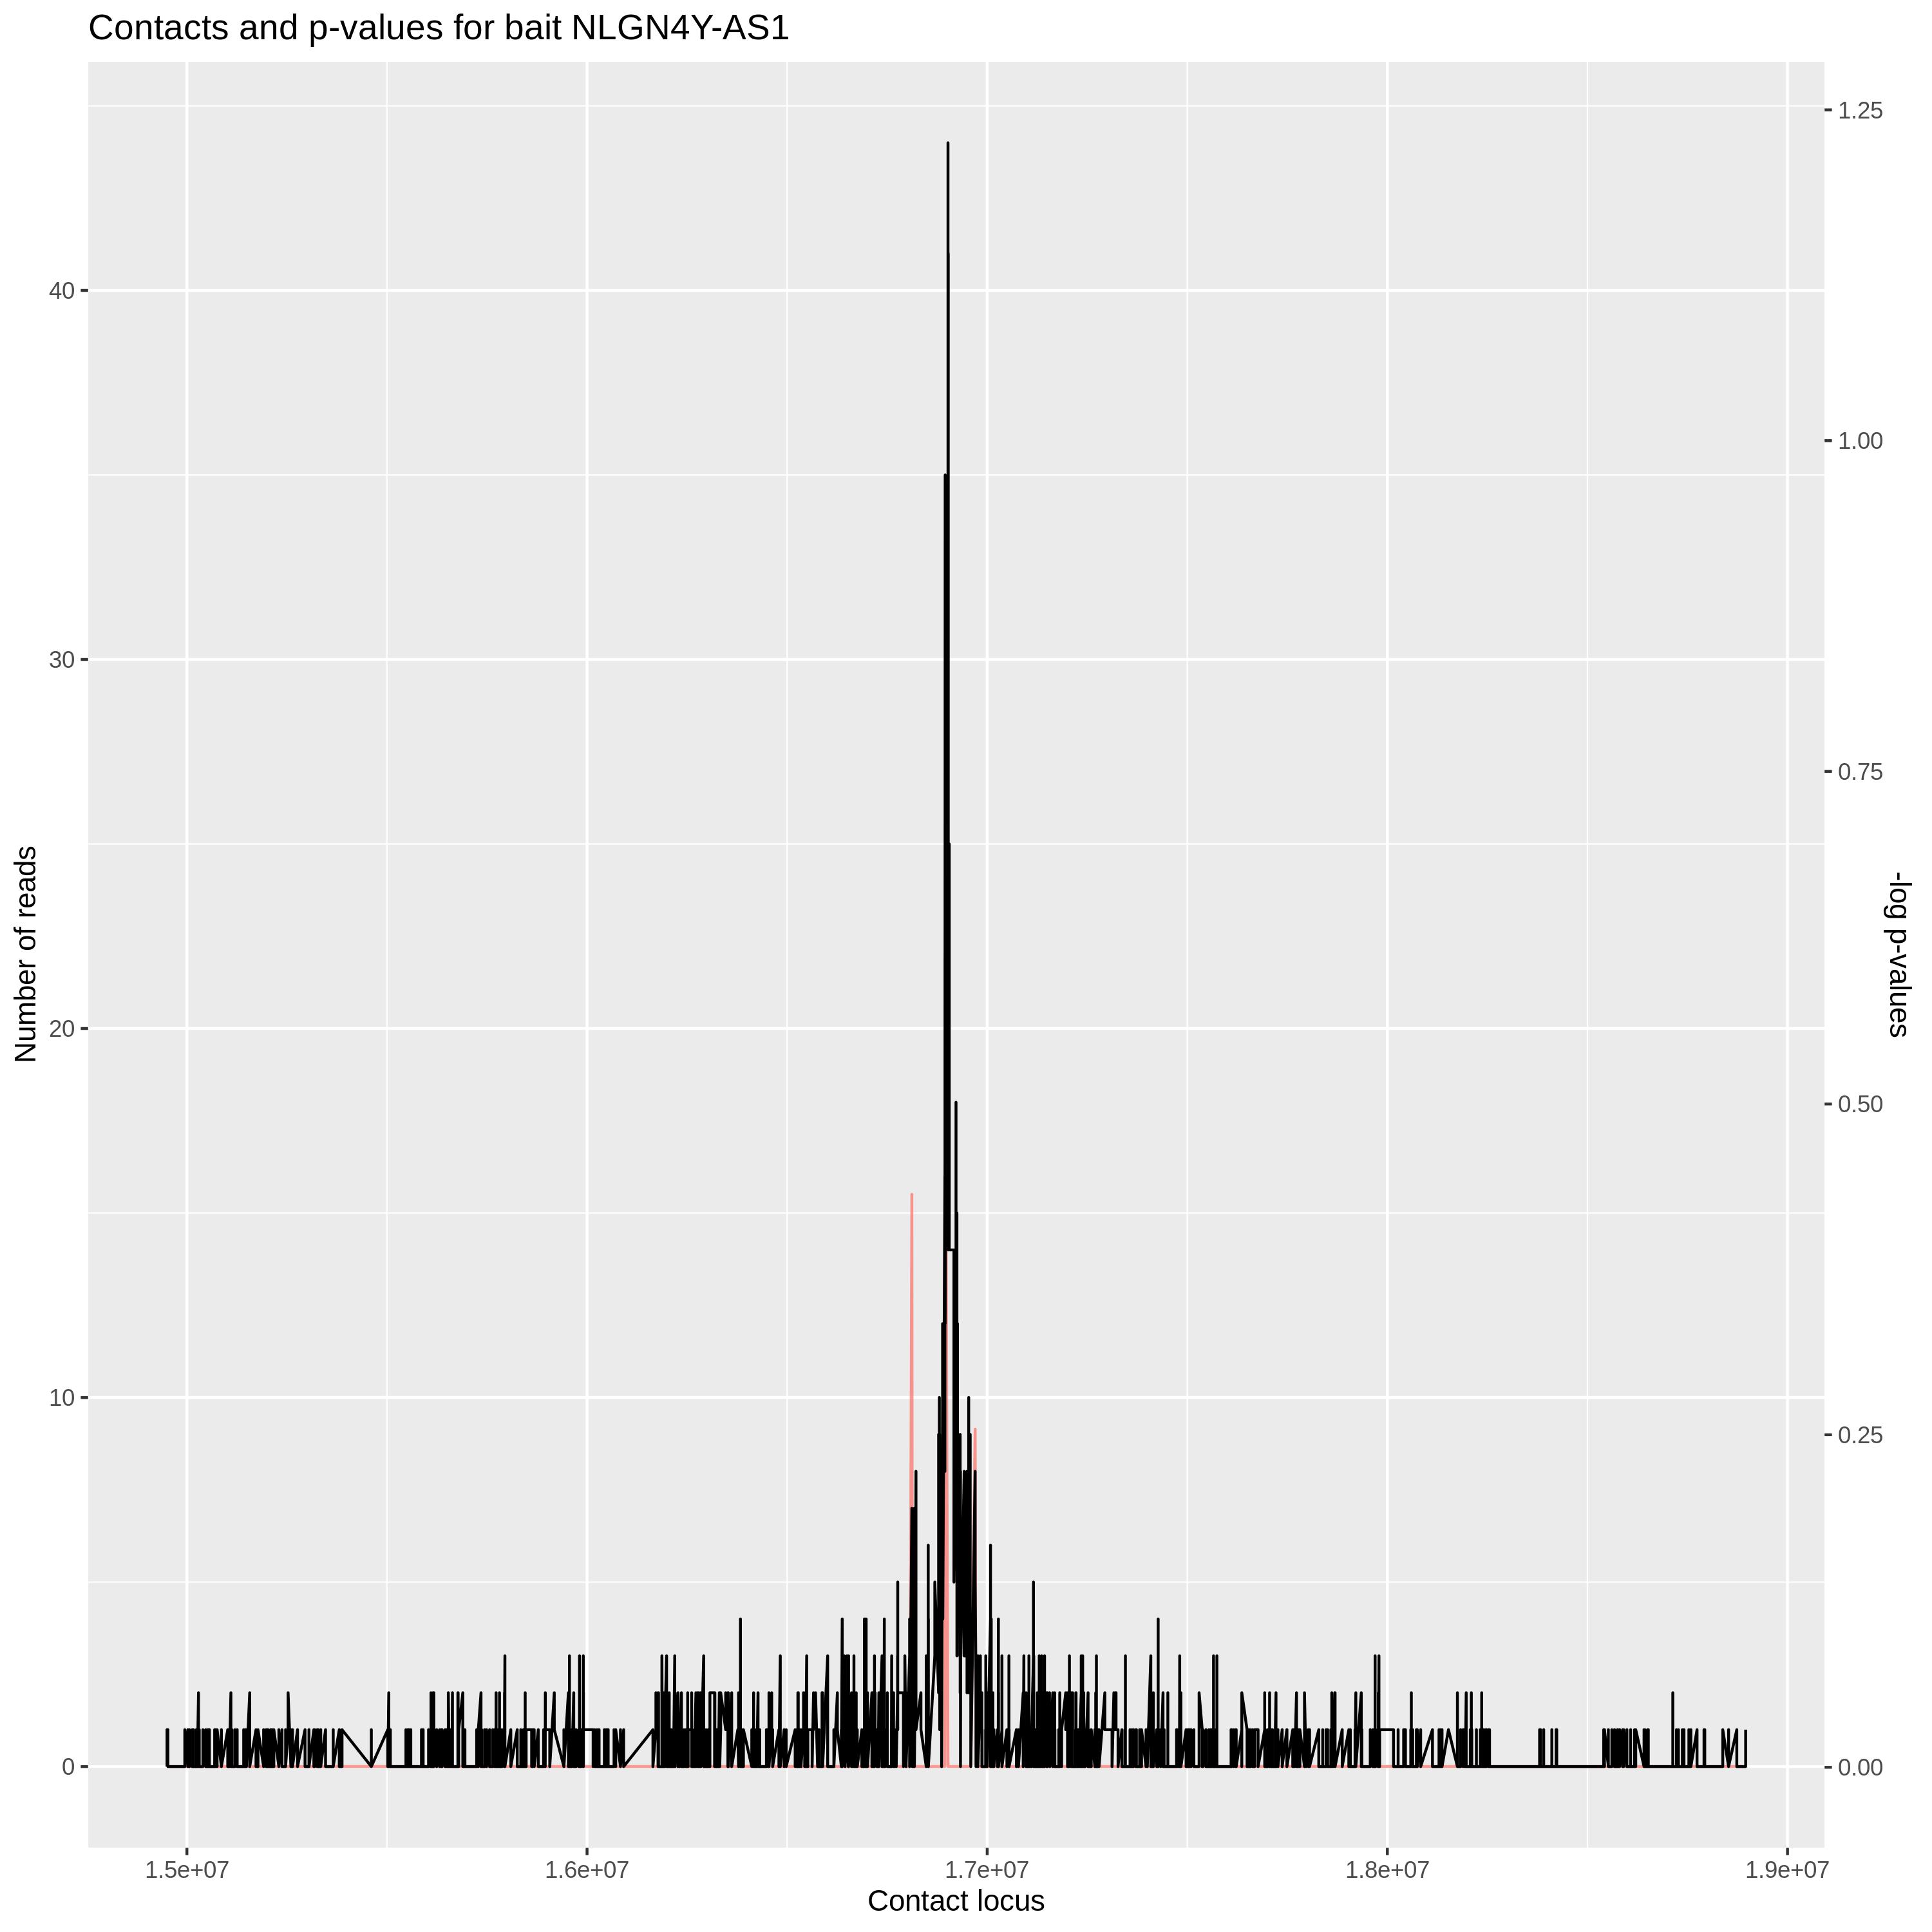 Contacts and p-values for bait NLGN4Y-AS1
Number of reads
40
30
20
10
0
1.25
1.00
0.75
0.50
0.25
0.00
-log p-values
1.5e+07
1.6e+07
1.7e+07
1.8e+07
1.9e+07
Contact locus